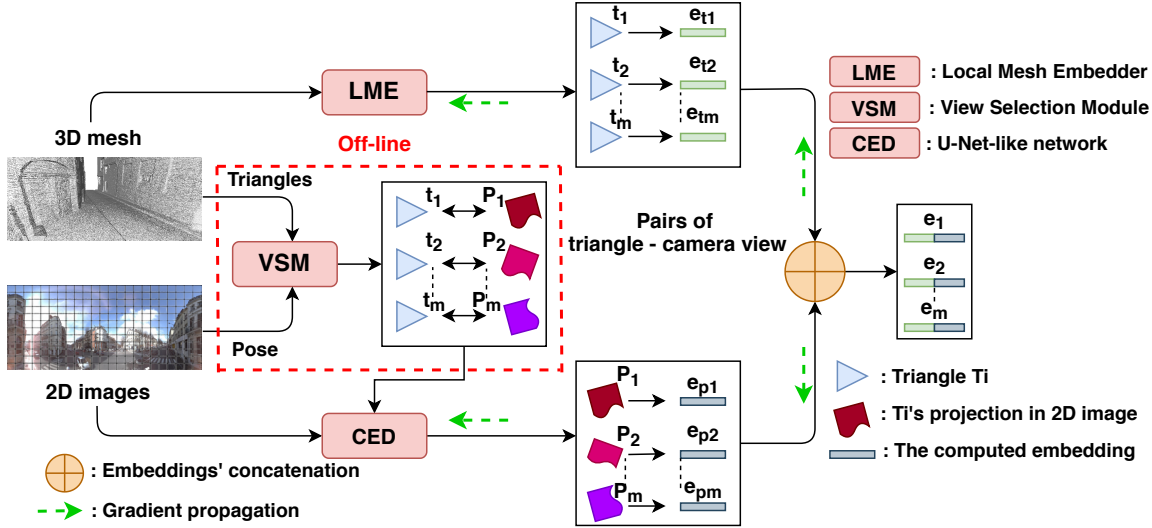 t1
et1
t2
et2
tm
etm
LME
LME
: Local Mesh Embedder
VSM
: View Selection Module
CED
: U-Net-like network
3D mesh
Off-line
Triangles
t1
P1
t2
P2
tm
Pm
VSM
Pose
Pairs of
triangle - camera view
e1
e2
em
2D images
CED
P1
ep1
P2
ep2
Pm
epm
: Triangle Ti
: Ti's projection in 2D image
: The computed embedding
: Embeddings' concatenation
: Gradient propagation